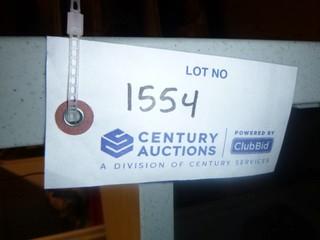 LOT NO
1554
CENTURY AUCTIONS
POWERED BY
ClubBid
A DIVISION OF CENTURY SERVICES